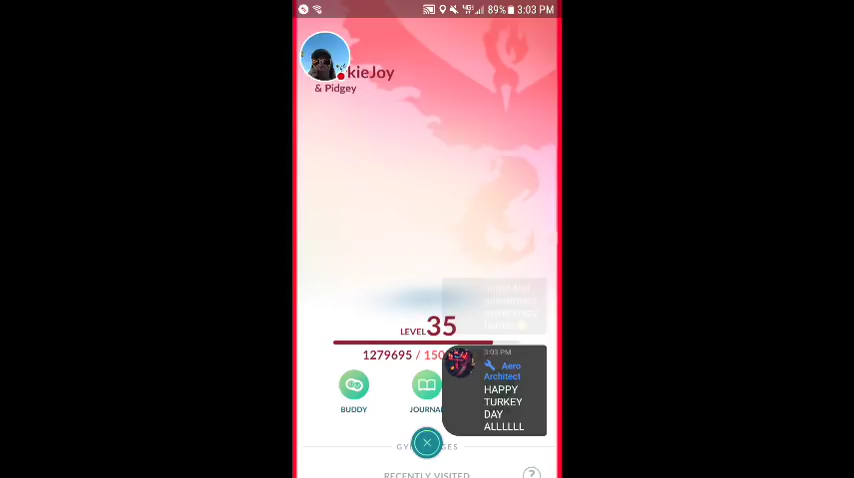 89% 3:03 PM
kieJoy
& Pidgey
LEVEL 35
1279695 / 150
3:03 PM
Aero
Architect
HAPPY
TURKEY
DAY
ALLLLLL
BUDDY
JOURNA
RECENTLY VISITED
?